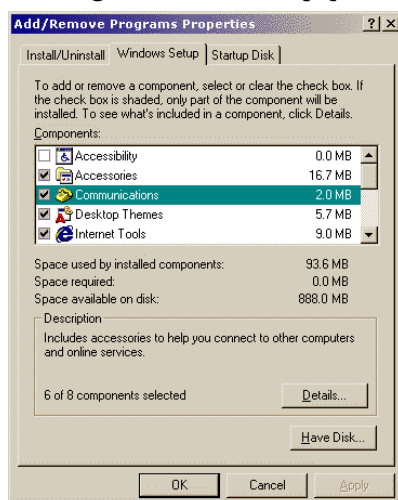 Add/Remove Programs Properties
Install/Uninstall Windows Setup Startup Disk
To add or remove a component, select or clear the check box. If
the check box is shaded, only part of the component will be
installed. To see what's included in a component, click Details.
Components:
Accessibility 0.0 MB
Accessories 16.7 MB
Communications 2.0 MB
Desktop Themes 5.7 MB
Internet Tools 9.0 MB
Space used by installed components: 93.6 MB
Space required: 0.0 MB
Space available on disk: 888.0 MB
Description
Includes accessories to help you connect to other computers
and online services.
6 of 8 components selected Details...
Have Disk...
OK Cancel Apply